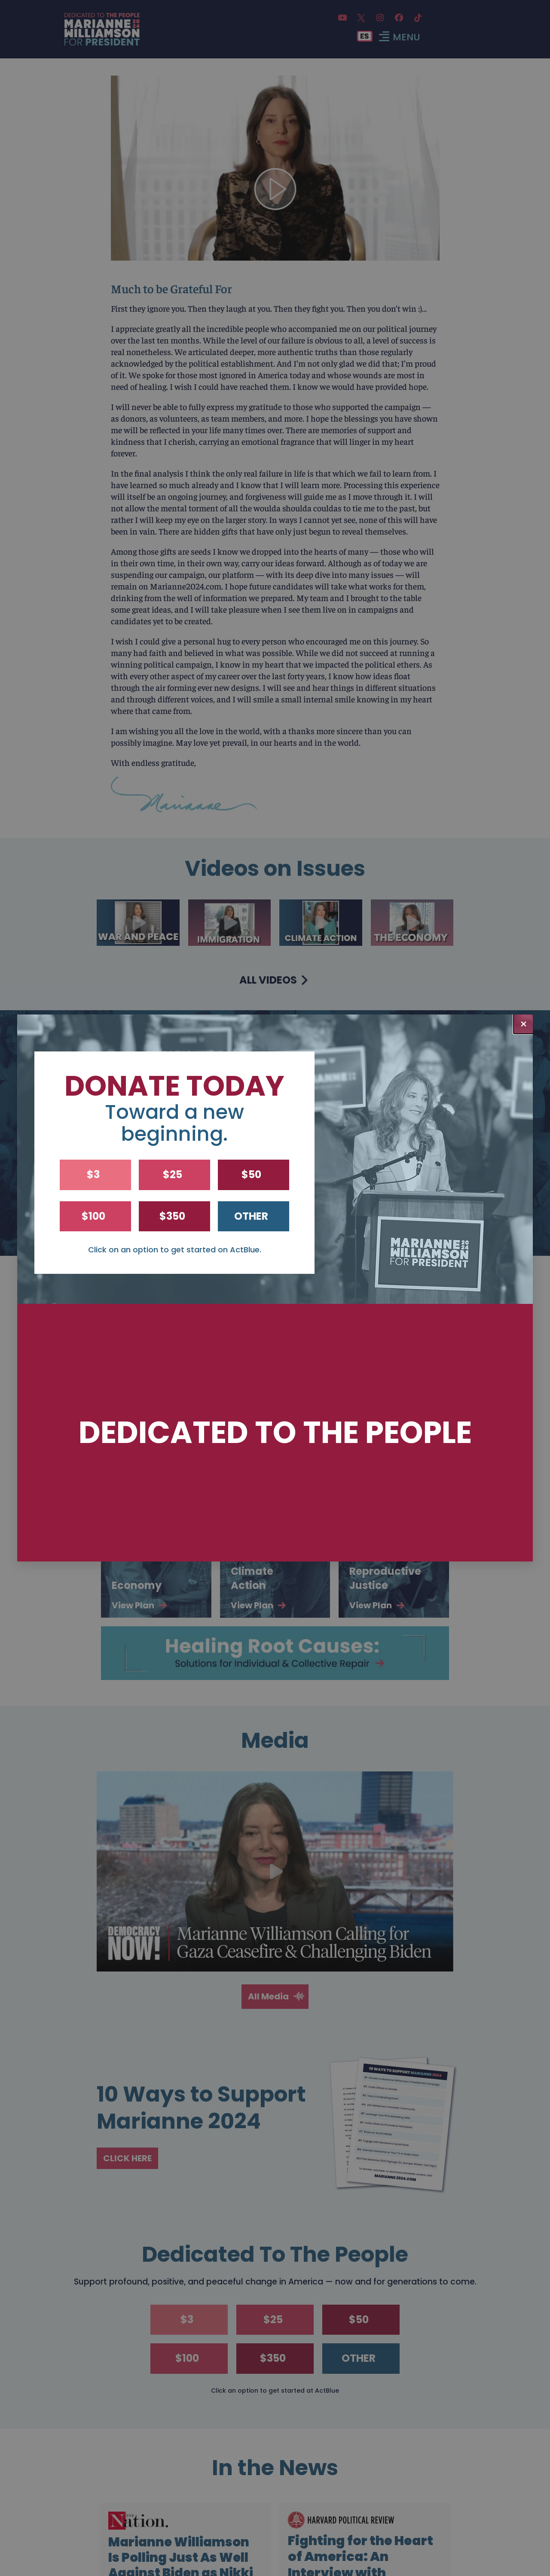 DEDICATED TO THE PEOPLE
MARIANNE 2024
WILLIAMSON
FOR PRESIDENT
ES
MENU
Much to be Grateful For
First they ignore you. Then they laugh at you. Then they fight you. Then you don't win :)...
I appreciate greatly all the incredible people who accompanied me on our political journey
over the last ten months. While the level of our failure is obvious to all, a level of success is
real nonetheless. We articulated deeper, more authentic truths than those regularly
acknowledged by the political establishment. And I'm not only glad we did that; I'm proud
of it. We spoke for those most ignored in America today and whose wounds are most in
need of healing. I wish I could have reached them. I know we would have provided hope.
I will never be able to fully express my gratitude to those who supported the campaign —
as donors, as volunteers, as team members, and more. I hope the blessings you have shown
me will be reflected in your life many times over. There are memories of support and
kindness that I cherish, carrying an emotional fragrance that will linger in my heart
forever.
In the final analysis I think the only real failure in life is that which we fail to learn from. I
have learned so much already and I know that I will learn more. Processing this experience
will itself be an ongoing journey, and forgiveness will guide me as I move through it. I will
not allow the mental torment of all the woulda shoulda couldas to tie me to the past, but
rather I will keep my eye on the larger story. In ways I cannot yet see, none of this will have
been in vain. There are hidden gifts that have only just begun to reveal themselves.
Among those gifts are seeds I know we dropped into the hearts of many — those who will
in their own time, in their own way, carry our ideas forward. Although as of today we are
suspending our campaign, our platform — with its deep dive into many issues — will
remain on Marianne2024.com. I hope future candidates will take what works for them,
drinking from the well of information we prepared. My team and I brought to the table
some great ideas, and I will take pleasure when I see them live on in campaigns and
candidates yet to be created.
I wish I could give a personal hug to every person who encouraged me on this journey. So
many had faith and believed in what was possible. While we did not succeed at running a
winning political campaign, I know in my heart that we impacted the political ethers. As
with every other aspect of my career over the last forty years, I know how ideas float
through the air forming ever new designs. I will see and hear things in different situations
and through different voices, and I will smile a small internal smile knowing in my heart
where that came from.
I am wishing you all the love in the world, with a thanks more sincere than you can
possibly imagine. May love yet prevail, in our hearts and in the world.
With endless gratitude,
Marianne
Videos on Issues
WAR AND PEACE
IMMIGRATION
CLIMATE ACTION
THE ECONOMY
ALL VIDEOS
×
DONATE TODAY
Toward a new
beginning.
$3
$25
$50
$100
$350
OTHER
Click on an option to get started on ActBlue.
MARIANNE 2024
WILLIAMSON
FOR PRESIDENT
DEDICATED TO THE PEOPLE
Economy
View Plan
Climate
Action
View Plan
Reproductive
Justice
View Plan
Healing Root Causes:
Solutions for Individual & Collective Repair
Media
DEMOCRACY
NOW!
Marianne Williamson Calling for
Gaza Ceasefire & Challenging Biden
All Media
10 Ways to Support
Marianne 2024
CLICK HERE
10 WAYS TO SUPPORT MARIANNE 2024
MARIANNE2024.COM
Dedicated To The People
Support profound, positive, and peaceful change in America — now and for generations to come.
$3
$25
$50
$100
$350
OTHER
Click an option to get started at ActBlue
In the News
The Nation.
Marianne Williamson
Is Polling Just As Well
Against Biden as Nikki
HARVARD POLITICAL REVIEW
Fighting for the Heart
of America: An
Interview with